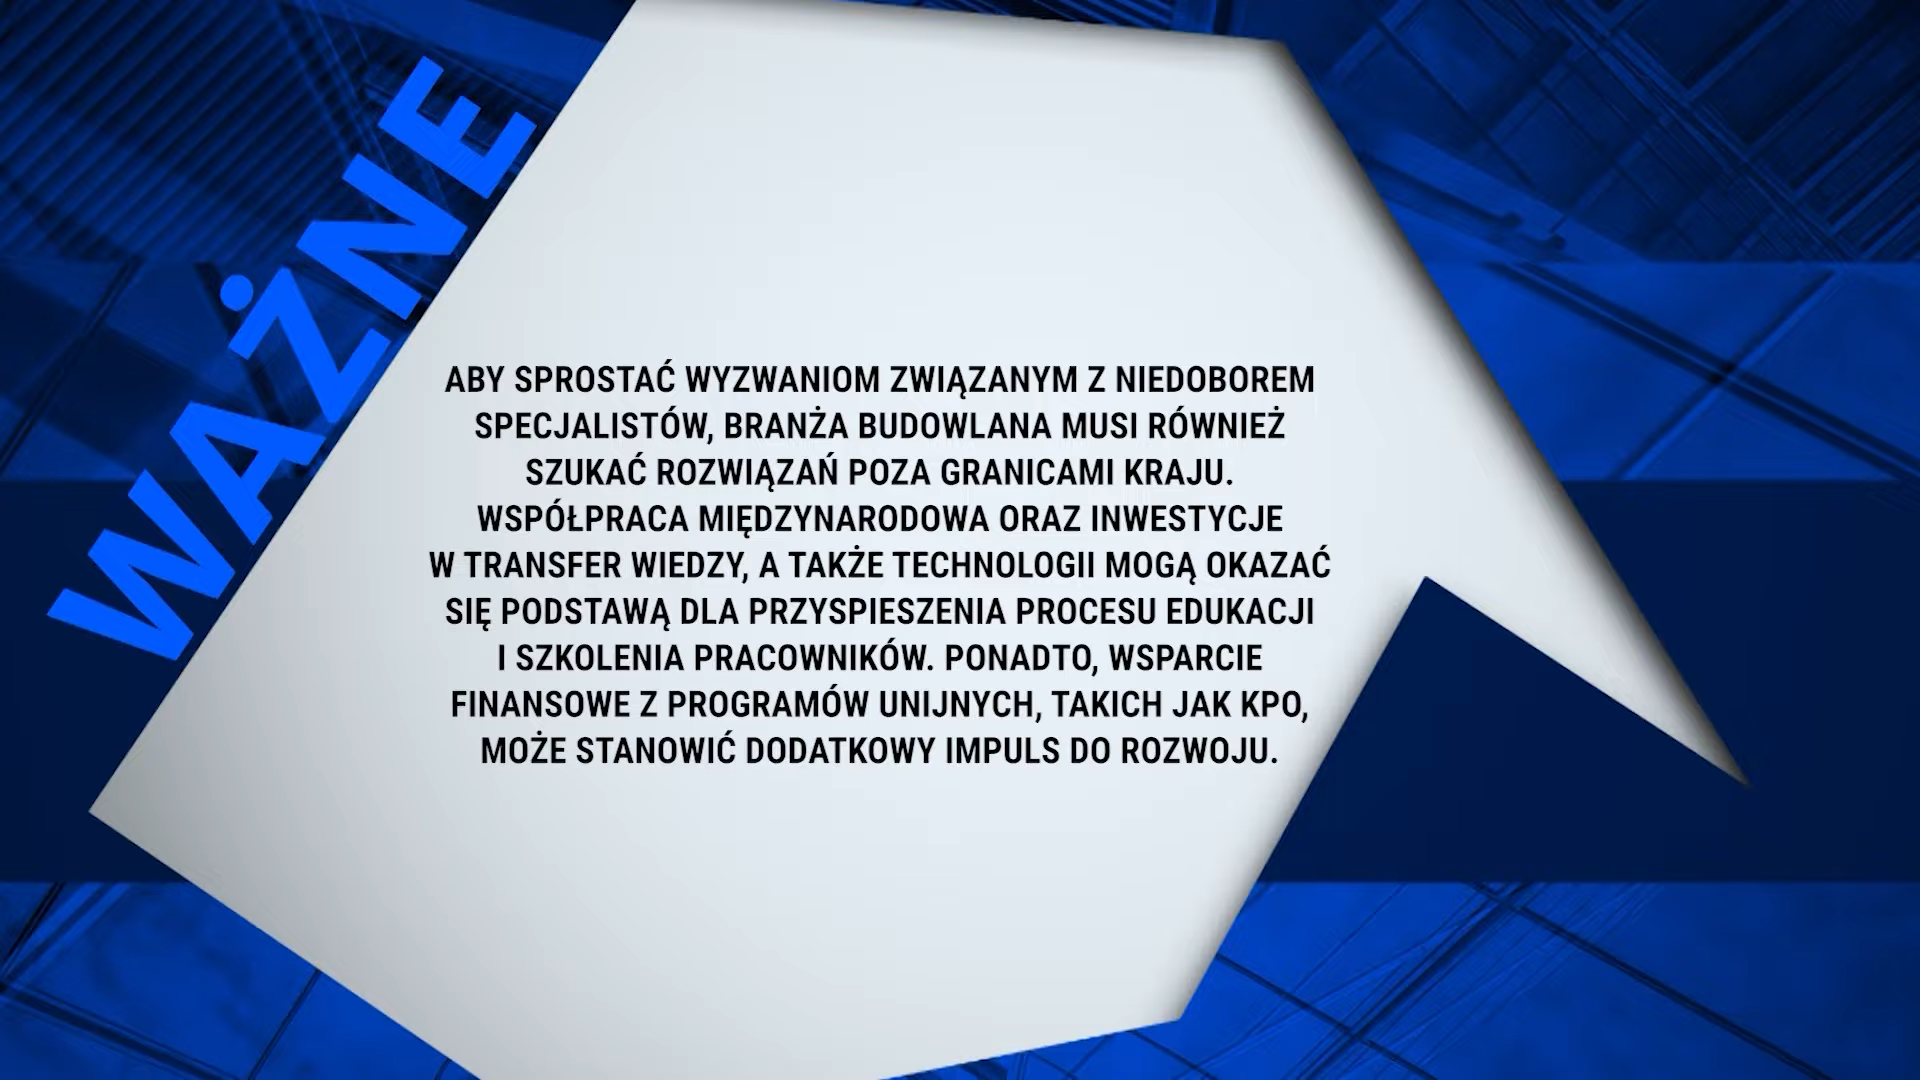 WAŻNE
ABY SPROSTAĆ WYZWANIOM ZWIĄZANYM Z NIEDOBOREM
SPECJALISTÓW, BRANŻA BUDOWLANA MUSI RÓWNIEŻ
SZUKAĆ ROZWIĄZAŃ POZA GRANICAMI KRAJU.
WSPÓŁPRACA MIĘDZYNARODOWA ORAZ INWESTYCJE
W TRANSFER WIEDZY, A TAKŻE TECHNOLOGII MOGĄ OKAZAĆ
SIĘ PODSTAWĄ DLA PRZYSPIESZENIA PROCESU EDUKACJI
I SZKOLENIA PRACOWNIKÓW. PONADTO, WSPARCIE
FINANSOWE Z PROGRAMÓW UNIJNYCH, TAKICH JAK KPO,
MOŻE STANOWIĆ DODATKOWY IMPULS DO ROZWOJU.